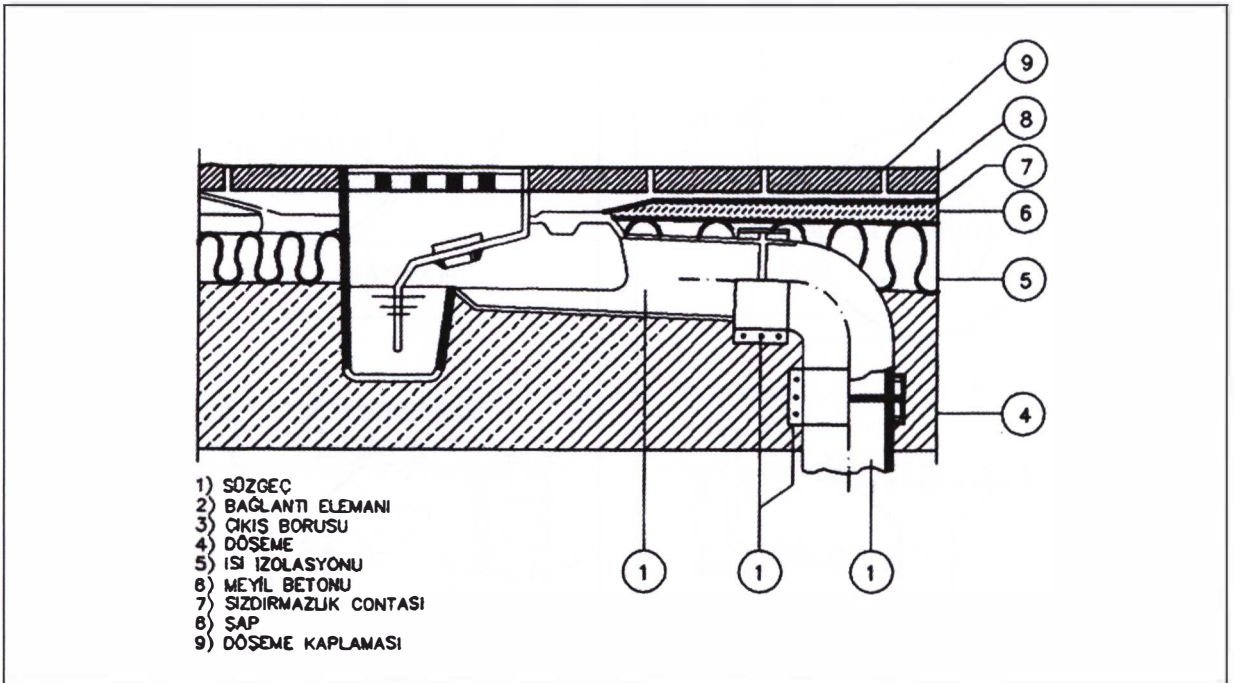 9
8
7
6
5
4
1) SÜZGEÇ
2) BAĞLANTI ELEMANI
3) ÇIKIŞ BORUSU
4) DÖŞEME
5) ISI İZOLASYONU
6) MEYİL BETONU
7) SIZDIRMAZLIK CONTASI
8) ŞAP
9) DÖŞEME KAPLAMASI
1 1 1